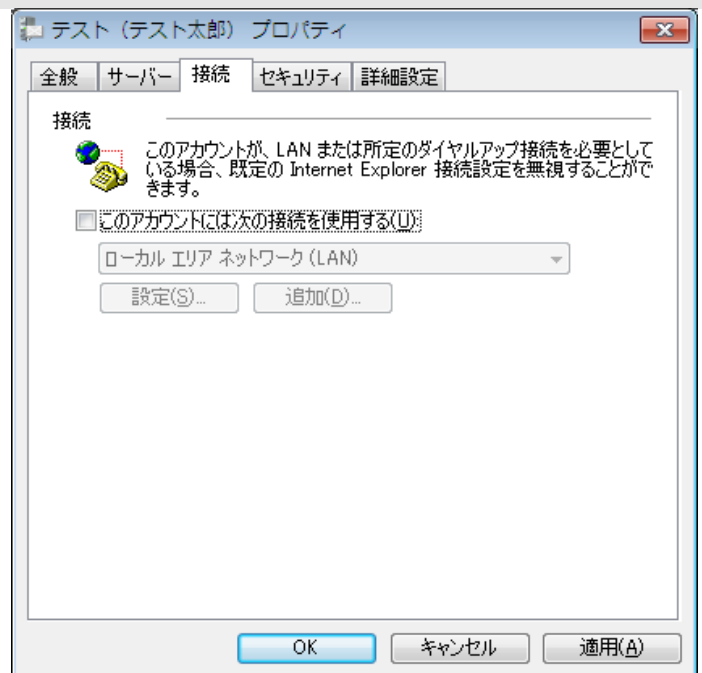 テスト（テスト太郎） プロパティ
全般 サーバー 接続 セキュリティ 詳細設定
接続
このアカウントが、LAN または所定のダイヤルアップ接続を必要として
いる場合、既定の Internet Explorer 接続設定を無視することがで
きます。
このアカウントには次の接続を使用する(U):
ローカル エリア ネットワーク (LAN)
設定(S)... 追加(D)...
OK キャンセル 適用(A)